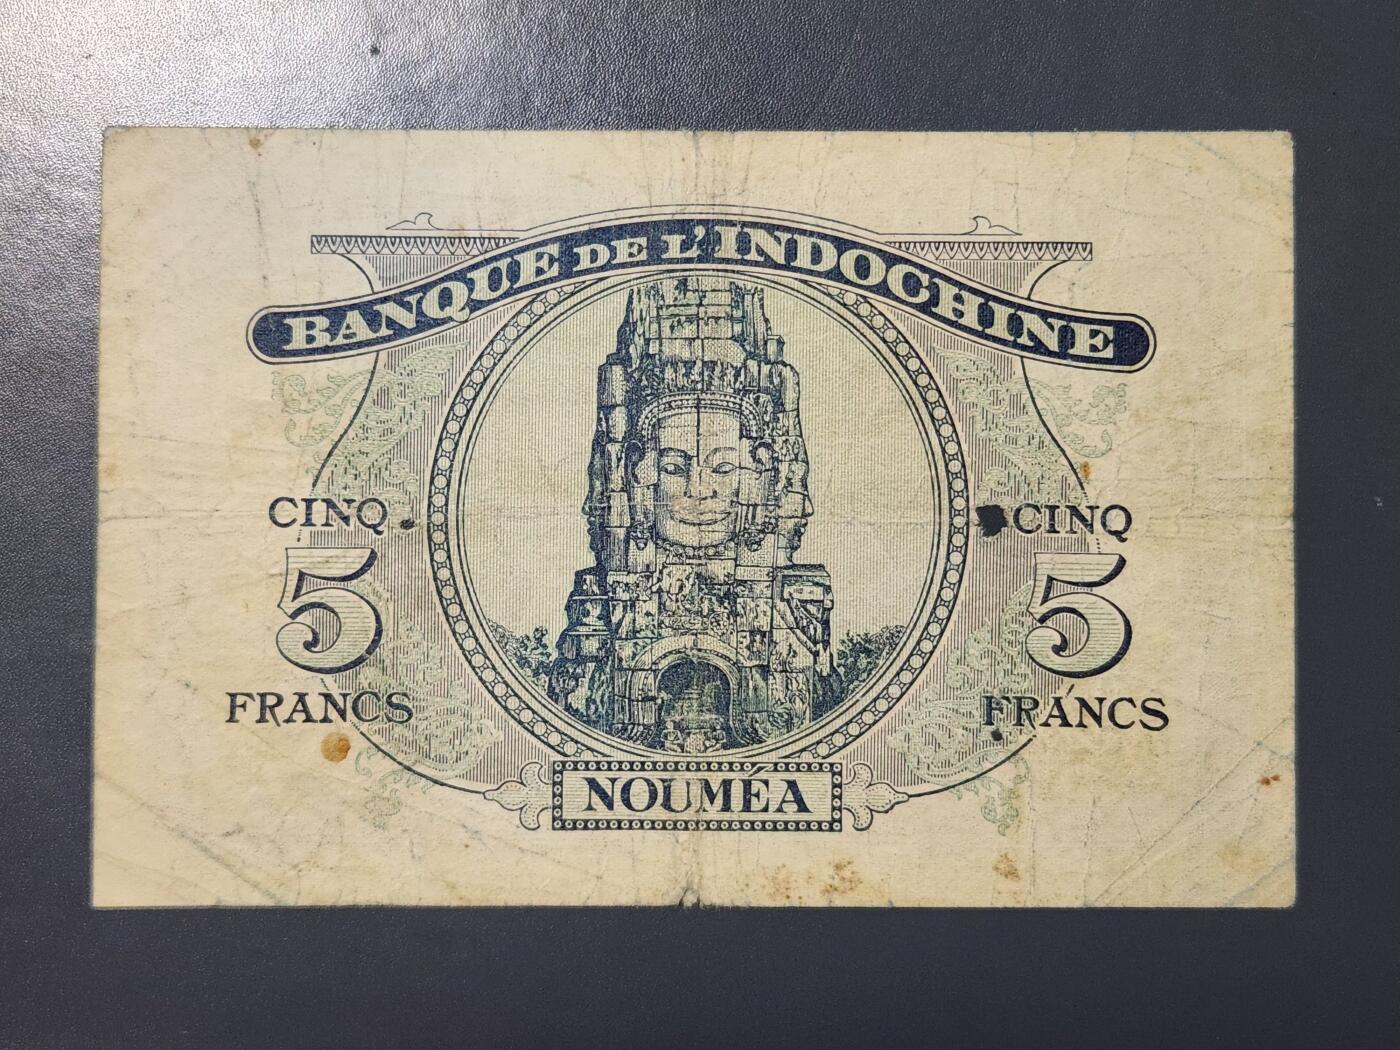 BANQUE DE L'INDOCHINE
CINQ
5
FRANCS
CINQ
5
FRANCS
NOUMÉA